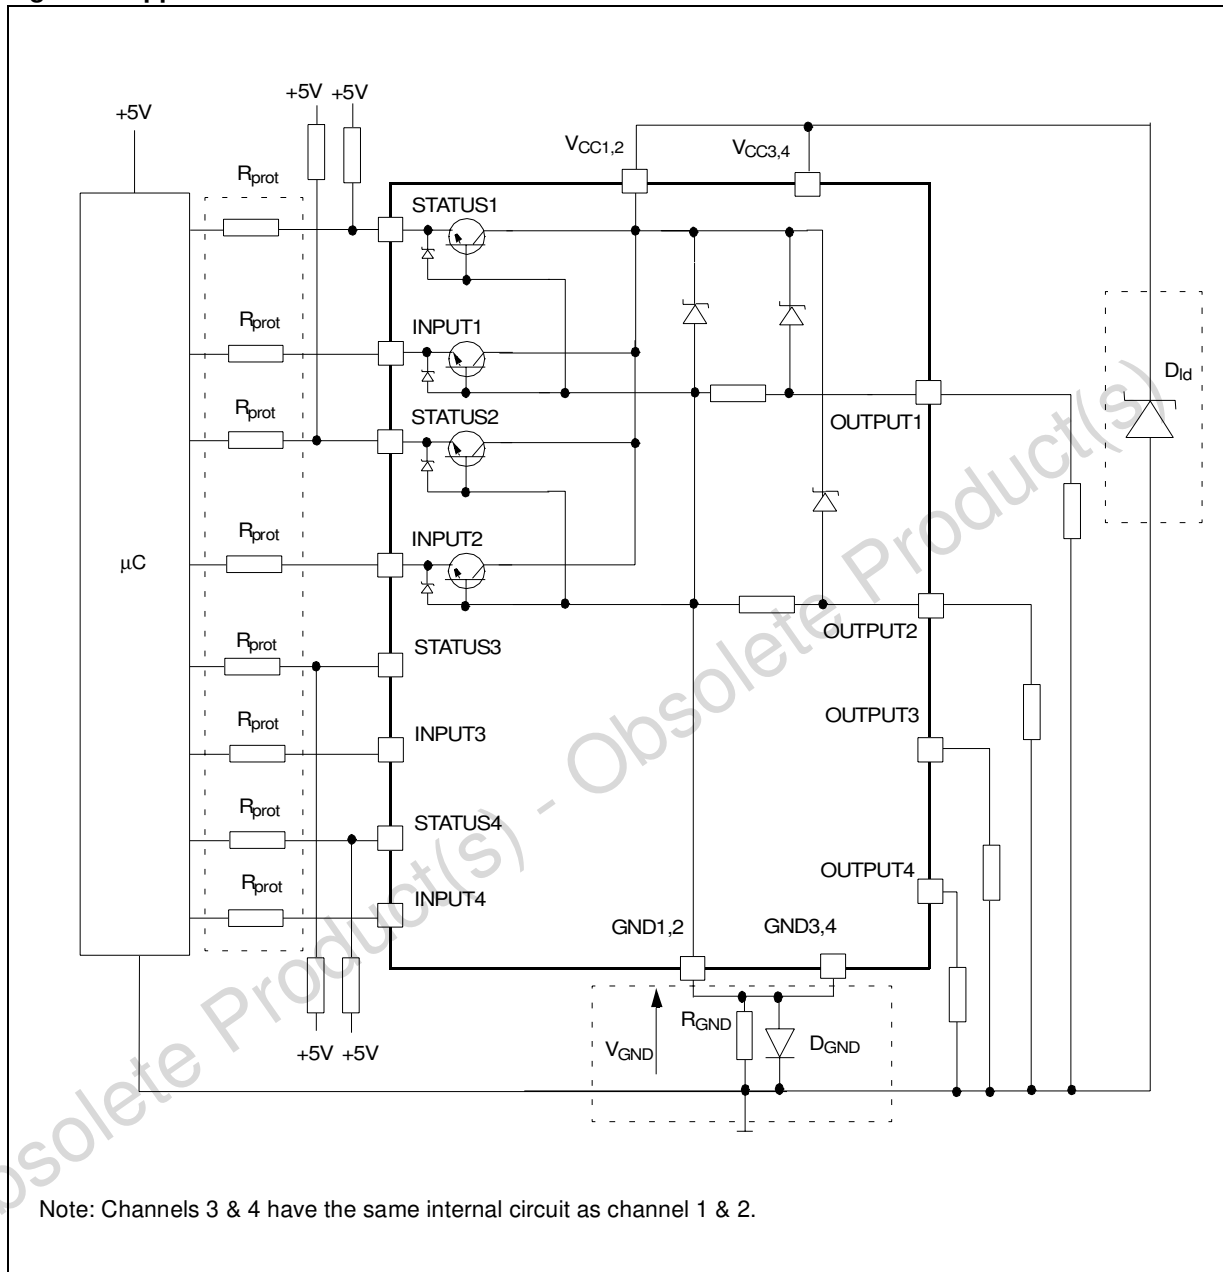 +5V +5V
+5V
VCC1,2
VCC3,4
Rprot
STATUS1
Rprot
INPUT1
Dld
Rprot
STATUS2
OUTPUT1
Rprot
INPUT2
μC
OUTPUT2
Rprot
STATUS3
OUTPUT3
Rprot
INPUT3
Rprot
STATUS4
OUTPUT4
Rprot
INPUT4
GND1,2
GND3,4
RGND
VGND
DGND
+5V +5V
Obsolete Product(s) - Obsolete Product(s)
Note: Channels 3 & 4 have the same internal circuit as channel 1 & 2.